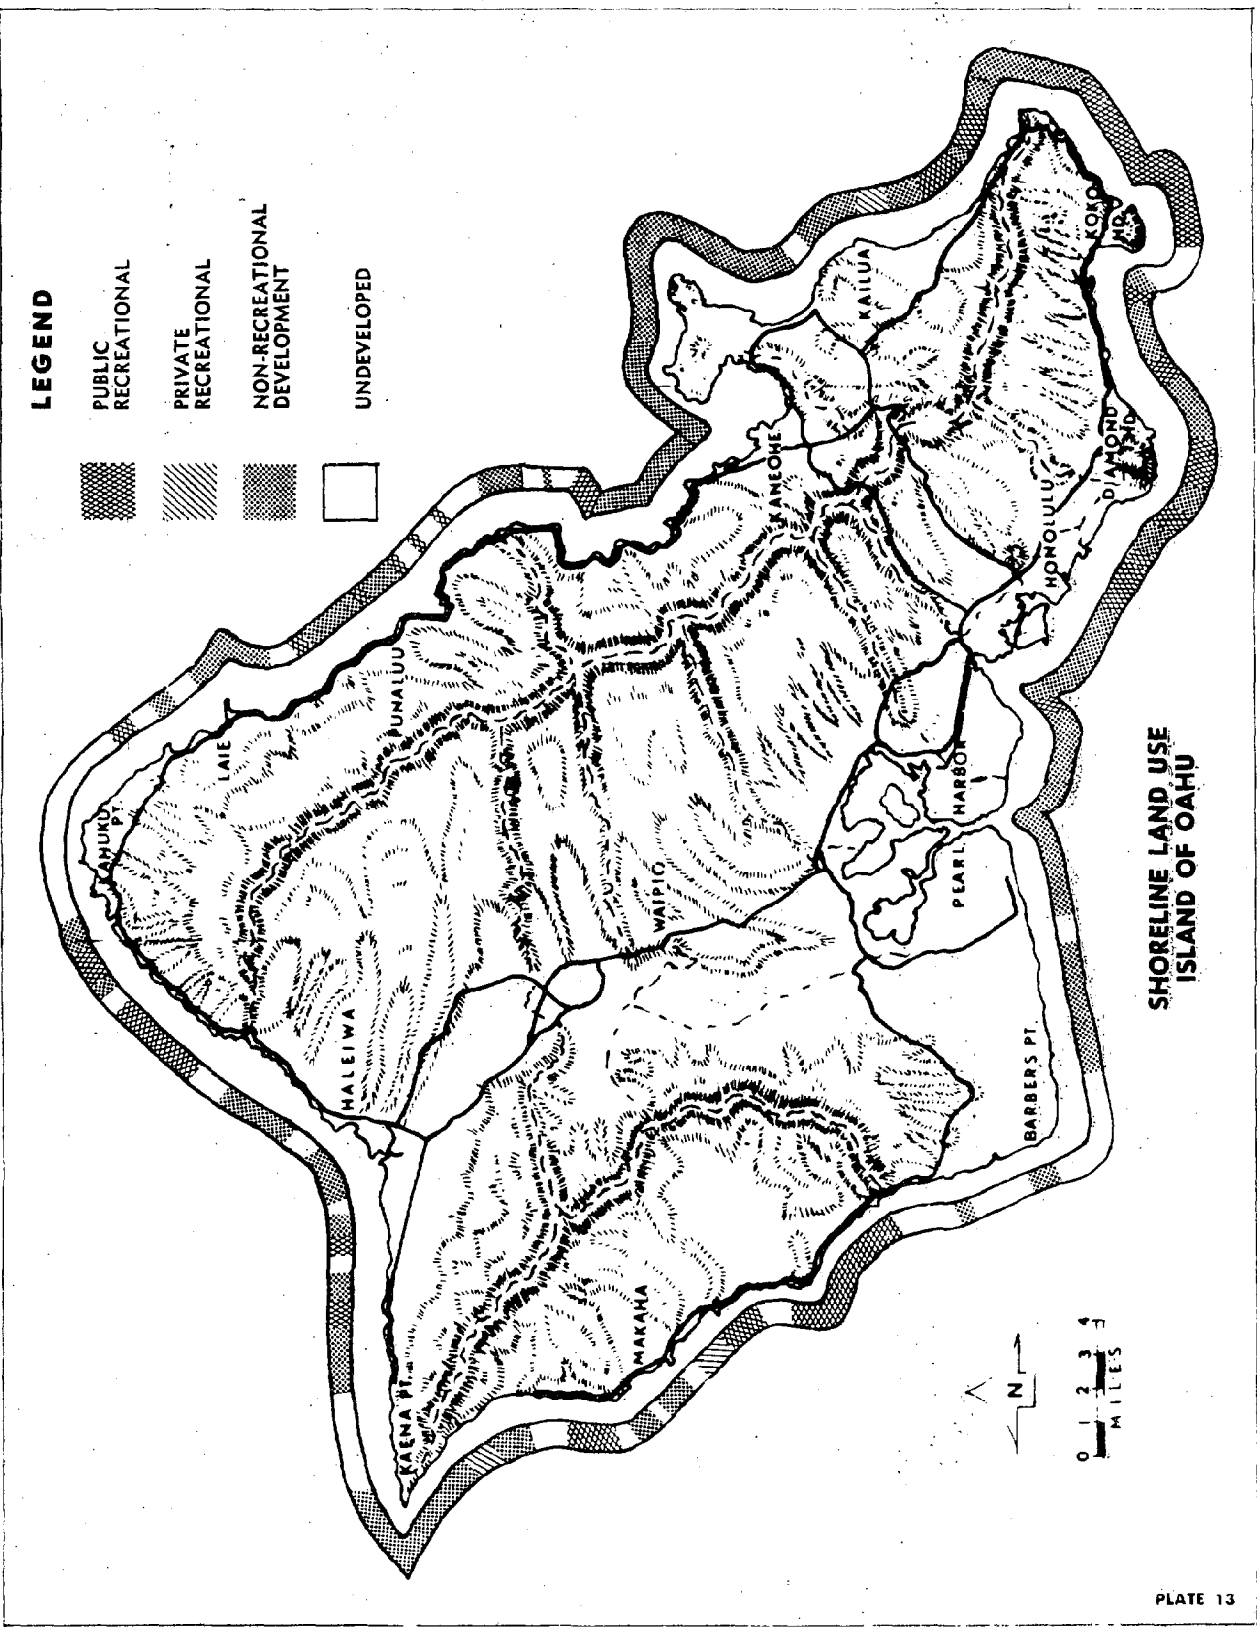 LEGEND
PUBLIC
RECREATIONAL
PRIVATE
RECREATIONAL
NON-RECREATIONAL
DEVELOPMENT
UNDEVELOPED
KAHUKU
PT.
LAIE
PUNALUU
HALEIWA
WAIPIO
KANEOHE
KAILUA
KOKO
HD.
DIAMOND
HD.
HONOLULU
PEARL HARBOR
BARBERS PT.
MAKAHA
KAENA PT.
N
0 1 2 3 4
MILES
SHORELINE LAND USE
ISLAND OF OAHU
PLATE 13